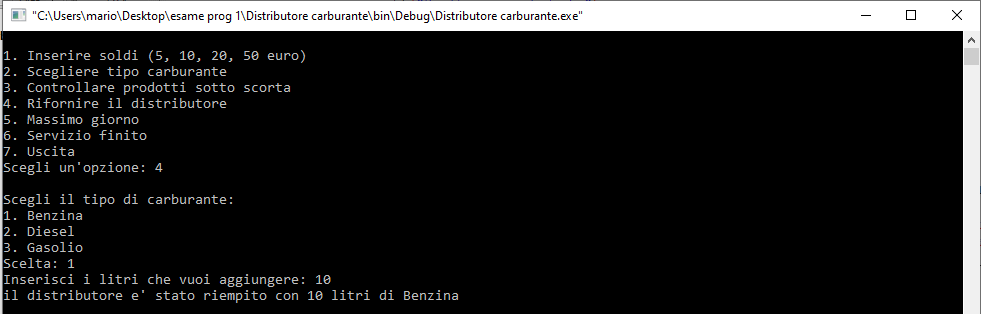 "C:\Users\mario\Desktop\esame prog 1\Distributore carburante\bin\Debug\Distributore carburante.exe"
1. Inserire soldi (5, 10, 20, 50 euro)
2. Scegliere tipo carburante
3. Controllare prodotti sotto scorta
4. Rifornire il distributore
5. Massimo giorno
6. Servizio finito
7. Uscita
Scegli un'opzione: 4
Scegli il tipo di carburante:
1. Benzina
2. Diesel
3. Gasolio
Scelta: 1
Inserisci i litri che vuoi aggiungere: 10
il distributore e' stato riempito con 10 litri di Benzina